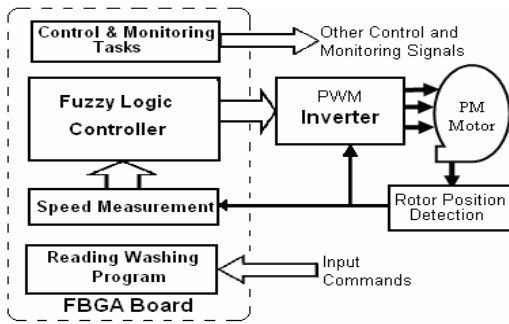 Control & Monitoring
Tasks
Other Control and
Monitoring Signals
Fuzzy Logic
Controller
PWM
Inverter
PM
Motor
Speed Measurement
Rotor Position
Detection
Reading Washing
Program
Input
Commands
FBGA Board